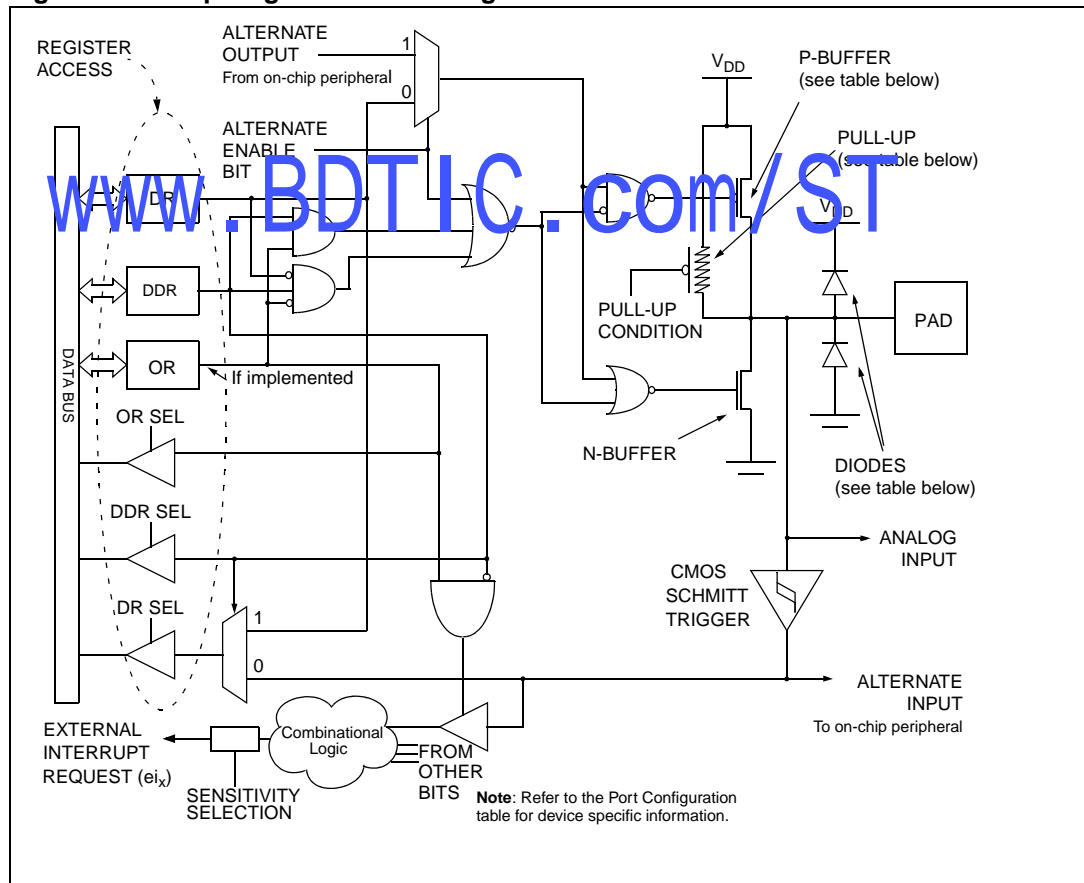 REGISTER
ACCESS
ALTERNATE
OUTPUT
From on-chip peripheral
1
0
VDD
P-BUFFER
(see table below)
ALTERNATE
ENABLE
BIT
PULL-UP
(see table below)
www.BDTIC.com/ST
DR
VDD
DDR
PULL-UP
CONDITION
PAD
OR
If implemented
DATA BUS
OR SEL
N-BUFFER
DIODES
(see table below)
DDR SEL
ANALOG
INPUT
CMOS
SCHMITT
TRIGGER
DR SEL
1
0
ALTERNATE
INPUT
To on-chip peripheral
EXTERNAL
INTERRUPT
REQUEST (eix)
Combinational
Logic
FROM
OTHER
BITS
SENSITIVITY
SELECTION
Note: Refer to the Port Configuration
table for device specific information.